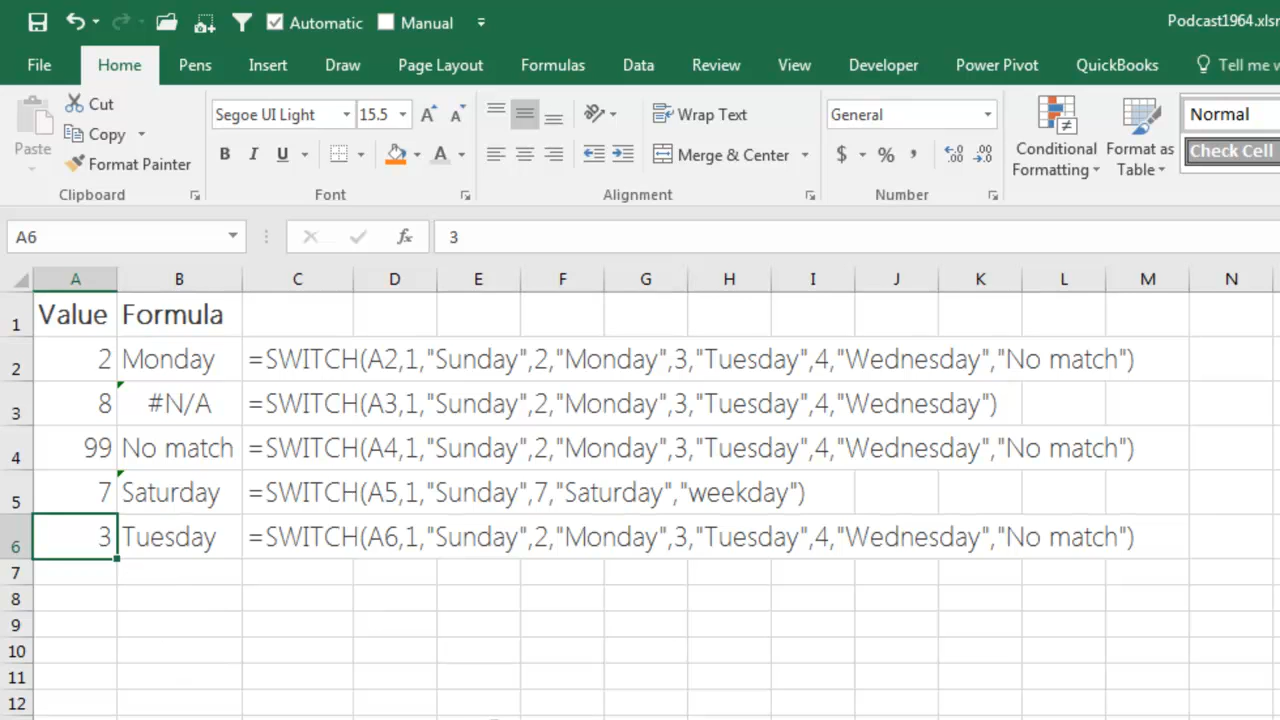 Automatic Manual Podcast1964.xlsm
File Home Pens Insert Draw Page Layout Formulas Data Review View Developer Power Pivot QuickBooks Tell me
Paste Cut Copy Format Painter Clipboard
Segoe UI Light 15.5 A A B I U A Font
Wrap Text Merge & Center Alignment
General $ % , .00 .0 Number
Conditional Formatting Format as Table Normal Check Cell
A6 fx 3
A B C D E F G H I J K L M N
1 Value Formula
2 2 Monday =SWITCH(A2,1,"Sunday",2,"Monday",3,"Tuesday",4,"Wednesday","No match")
3 8 #N/A =SWITCH(A3,1,"Sunday",2,"Monday",3,"Tuesday",4,"Wednesday")
4 99 No match =SWITCH(A4,1,"Sunday",2,"Monday",3,"Tuesday",4,"Wednesday","No match")
5 7 Saturday =SWITCH(A5,1,"Sunday",7,"Saturday","weekday")
6 3 Tuesday =SWITCH(A6,1,"Sunday",2,"Monday",3,"Tuesday",4,"Wednesday","No match")
7
8
9
10
11
12